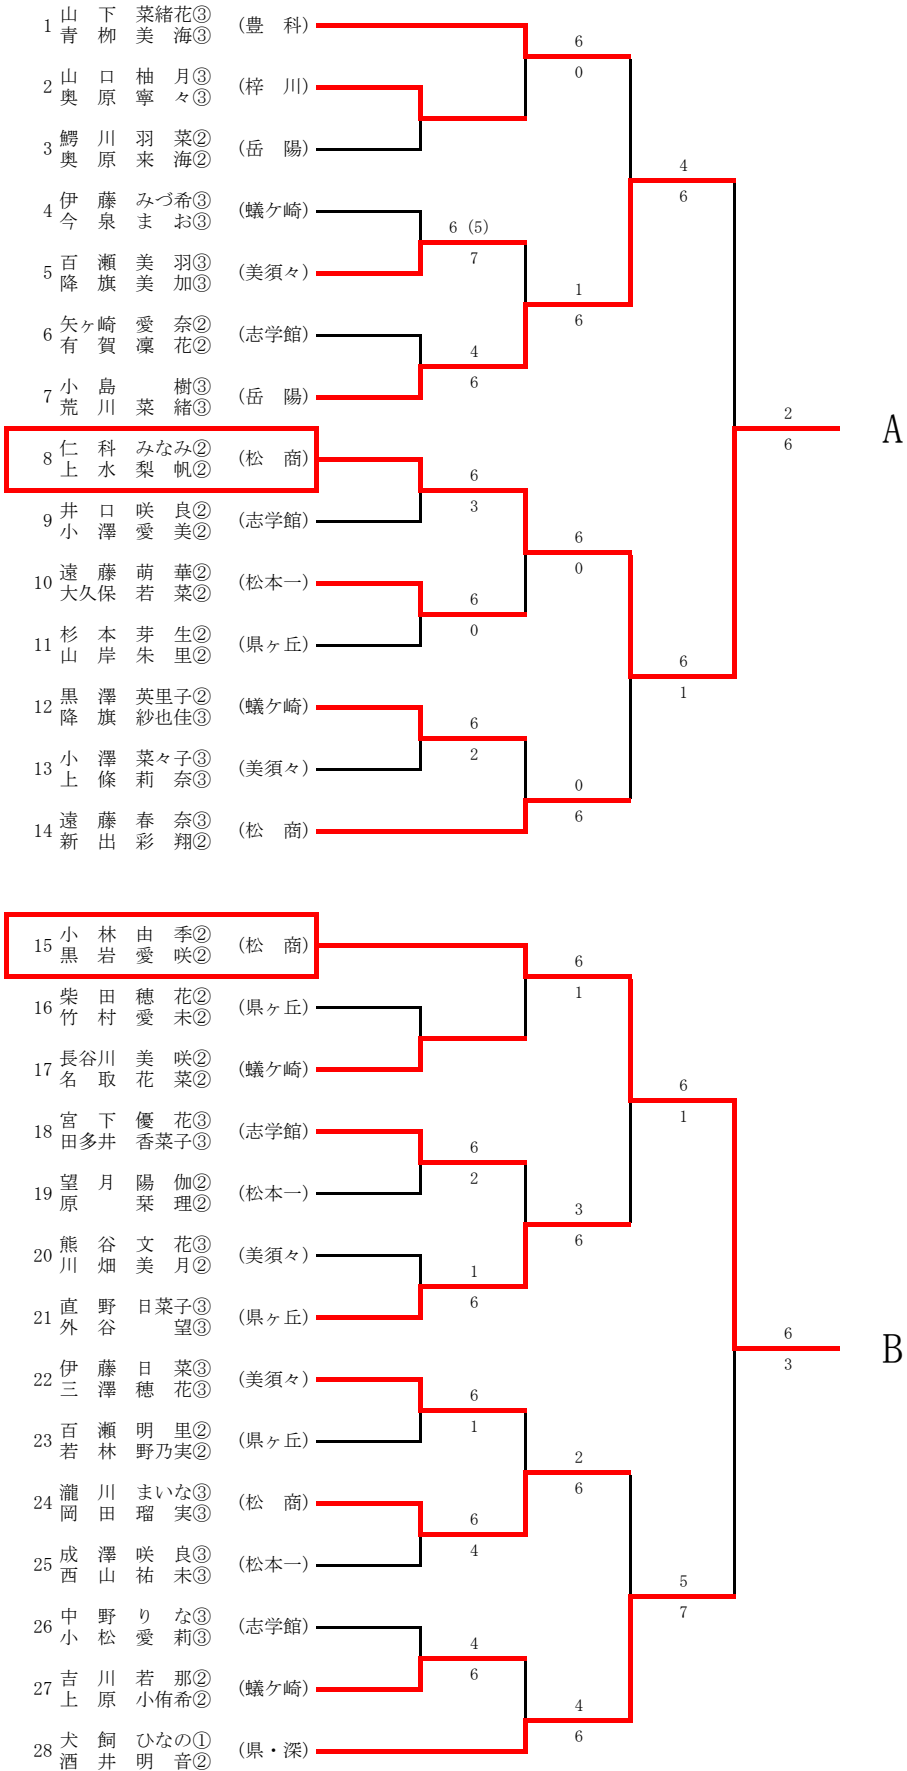 1 山下 菜緒花③ (豊科)
青栁 美海③
6
0
2 山口 柚月③ (梓川)
奥原 寧々③
3 鰐川 羽菜② (岳陽)
奥原 来海②
4
6
4 伊藤 みづ希③ (蟻ケ崎)
今泉 まお③
6 (5)
7
5 百瀬 美羽③ (美須々)
降旗 美加③
1
6
6 矢ヶ崎 愛奈② (志学館)
有賀 凜花②
4
6
7 小島 樹③ (岳陽)
荒川 菜緒③
2
6
A
8 仁科 みなみ② (松商)
上水 梨帆②
6
3
9 井口 咲良② (志学館)
小澤 愛美②
6
0
10 遠藤 萌華② (松本一)
大久保 若菜②
6
0
11 杉本 芽生② (県ヶ丘)
山岸 朱里②
6
1
12 黒澤 英里子② (蟻ケ崎)
降旗 紗也佳③
6
2
13 小澤 菜々子③ (美須々)
上條 莉奈③
0
6
14 遠藤 春奈③ (松商)
新出 彩翔②
15 小林 由季② (松商)
黒岩 愛咲②
6
1
16 柴田 穂花② (県ヶ丘)
竹村 愛未②
17 長谷川 美咲② (蟻ケ崎)
名取 花菜②
6
1
18 宮下 優花③ (志学館)
田多井 香菜子③
6
2
19 望月 陽伽② (松本一)
原 栞理②
3
6
20 熊谷 文花③ (美須々)
川畑 美月②
1
6
21 直野 日菜子③ (県ヶ丘)
外谷 望③
6
3
B
22 伊藤 日菜③ (美須々)
三澤 穂花③
6
1
23 百瀬 明里② (県ヶ丘)
若林 野乃実②
2
6
24 瀧川 まいな③ (松商)
岡田 瑠実③
6
4
25 成澤 咲良③ (松本一)
西山 祐未③
5
7
26 中野 りな③ (志学館)
小松 愛莉③
4
6
27 吉川 若那② (蟻ケ崎)
上原 小侑希②
4
6
28 犬飼 ひなの① (県・深)
酒井 明音②